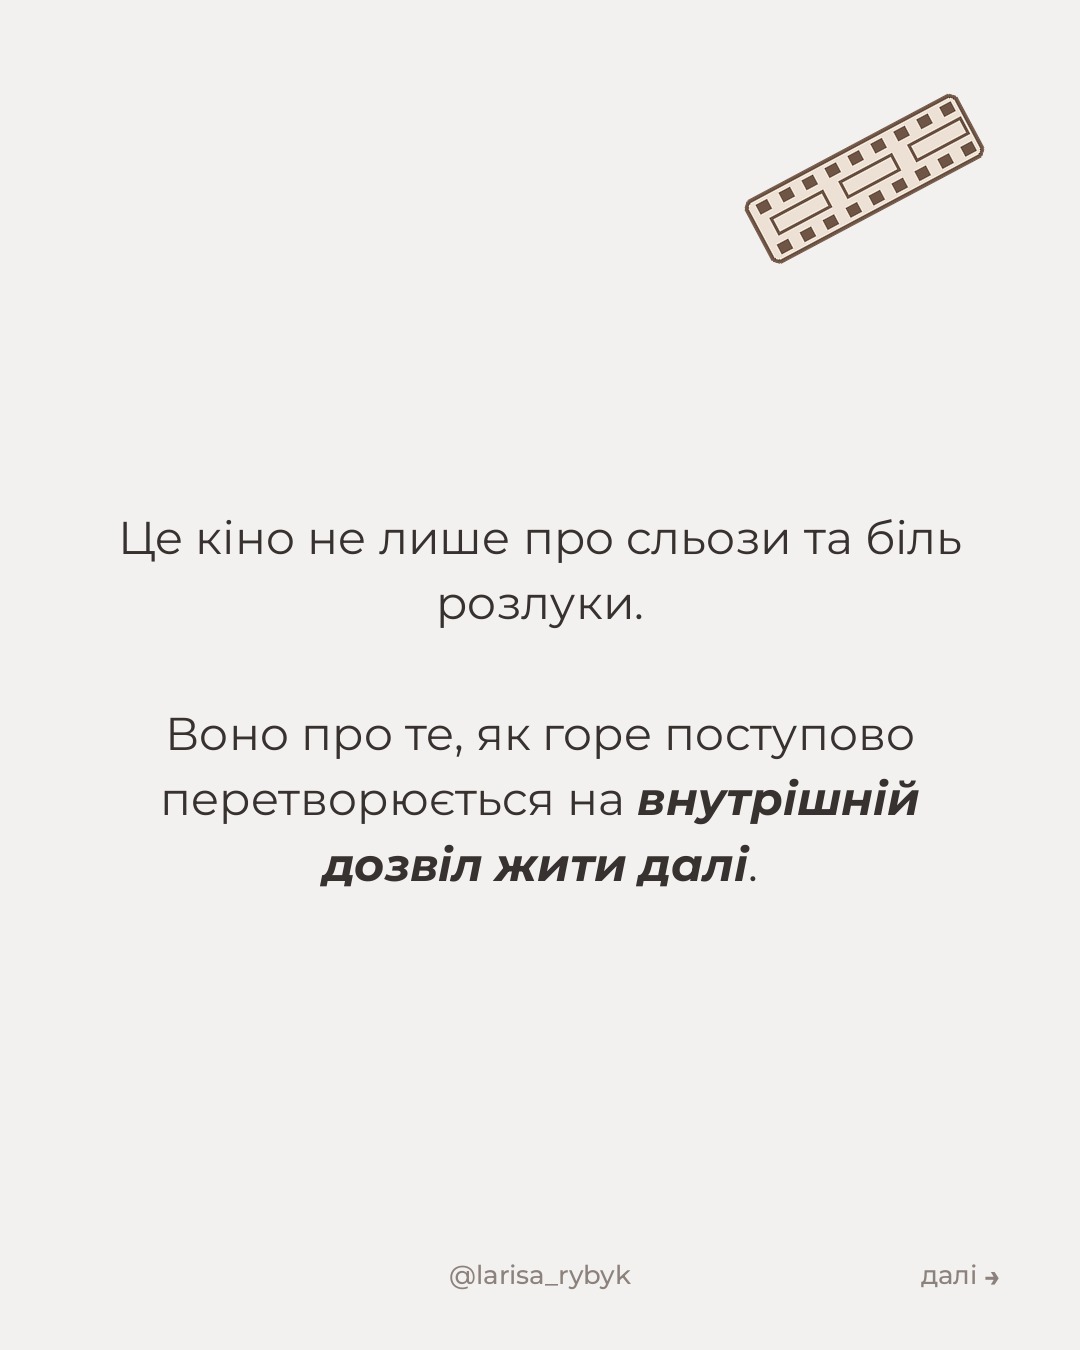 Це кіно не лише про сльози та біль
розлуки.
Воно про те, як горе поступово
перетворюється на внутрішній
дозвіл жити далі.
@larisa_rybyk
далі →